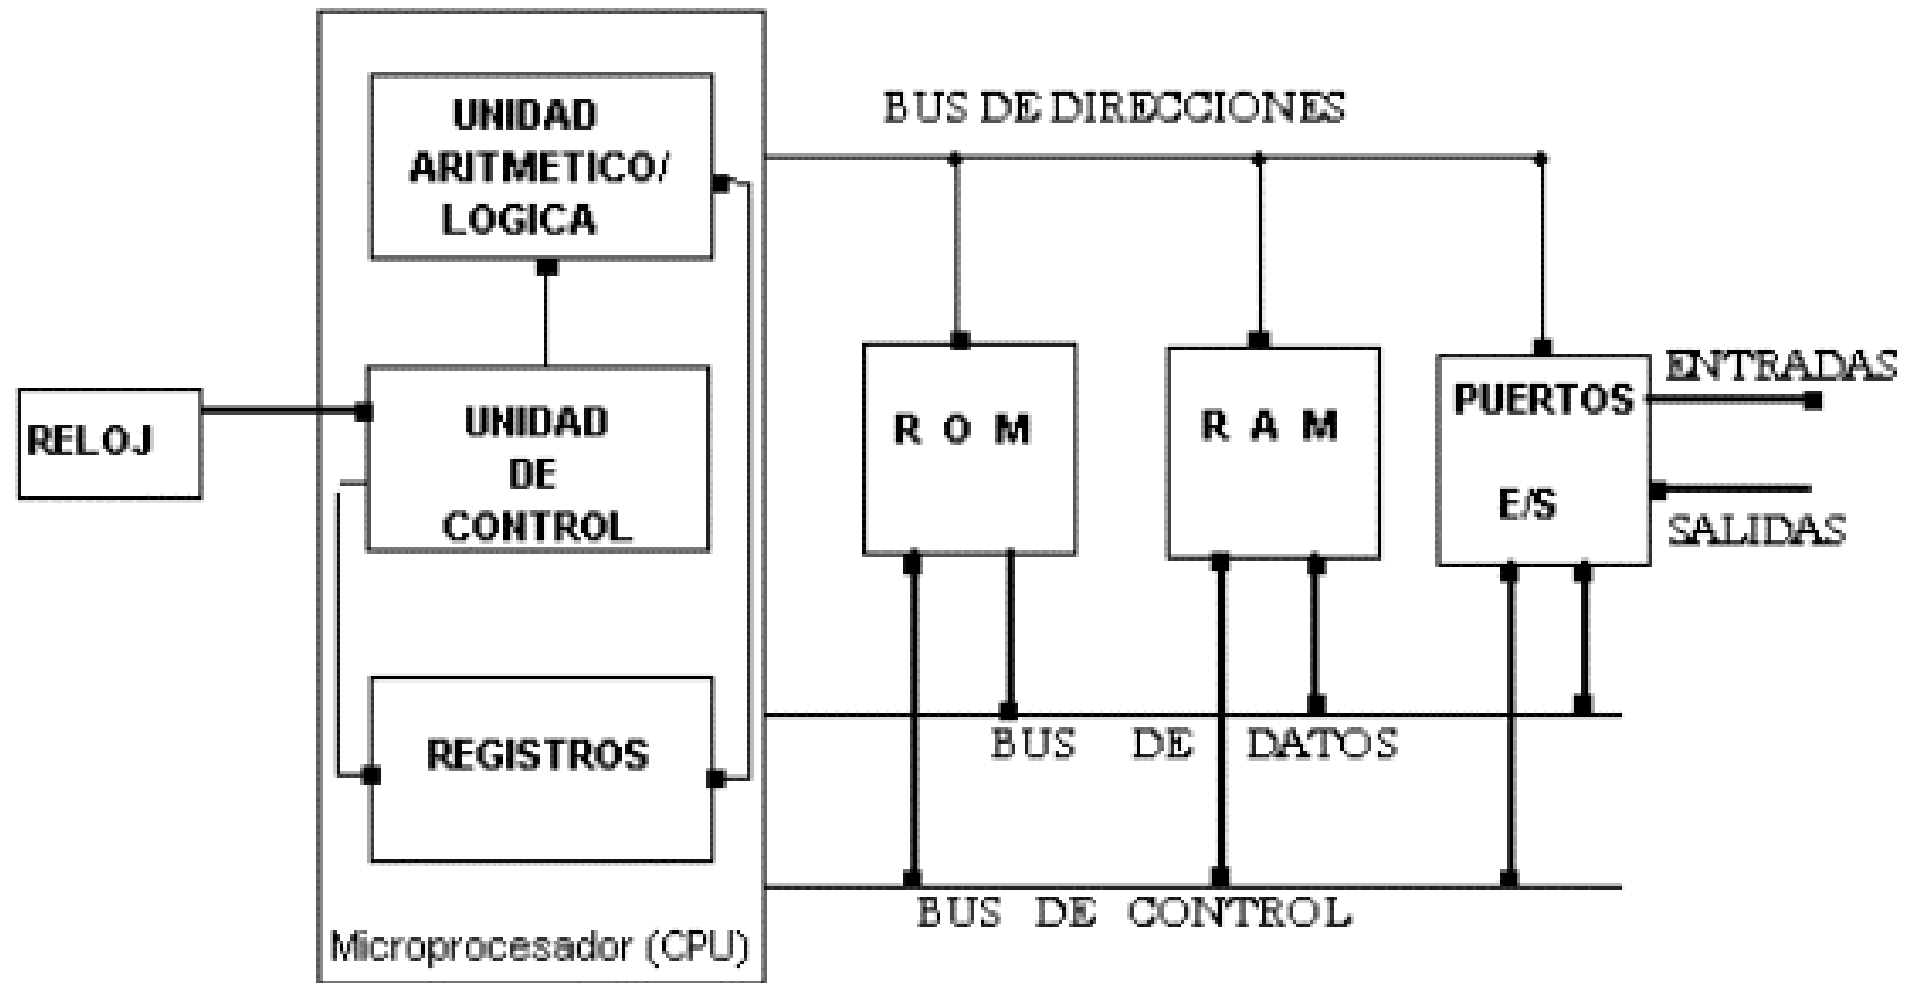 UNIDAD
ARITMETICO/
LOGICA
BUS DE DIRECCIONES
RELOJ
UNIDAD
DE
CONTROL
R O M
R A M
PUERTOS
E/S
ENTRADAS
SALIDAS
REGISTROS
BUS DE DATOS
BUS DE CONTROL
Microprocesador (CPU)